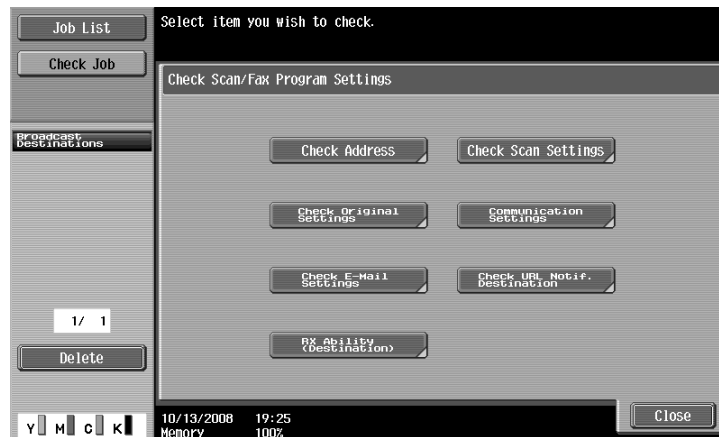 Job List
Select item you wish to check.
Check Job
Check Scan/Fax Program Settings
Broadcast
Destinations
Check Address
Check Scan Settings
Check Original
Settings
Communication
Settings
Check E-Mail
Settings
Check URL Notif.
Destination
1/ 1
RX Ability
(Destination)
Delete
Y M C K
10/13/2008 19:25
Memory 100%
Close